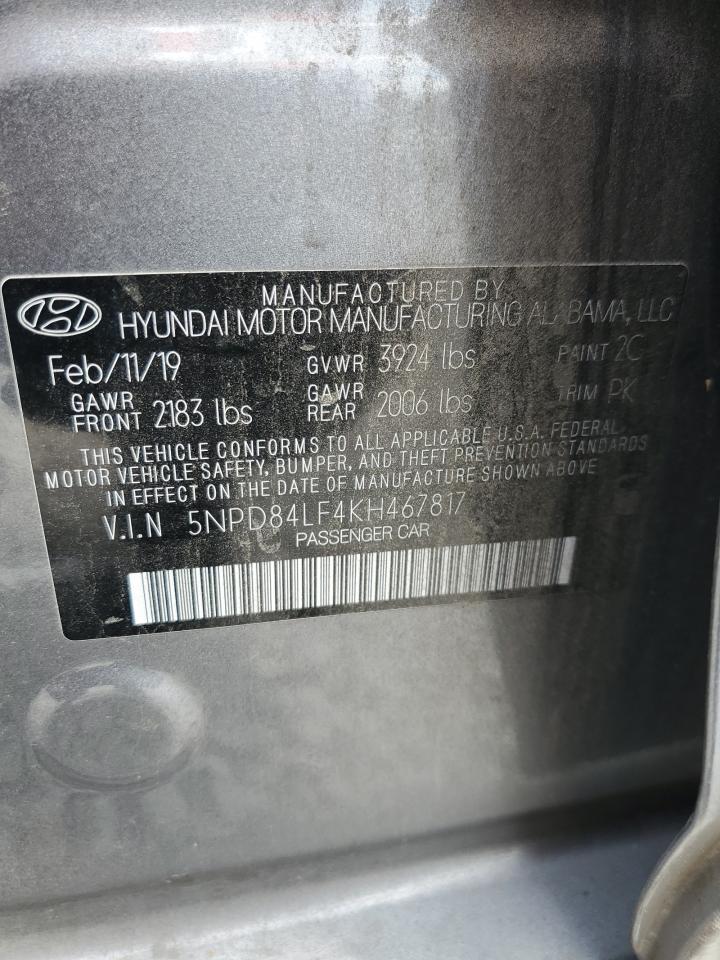 MANUFACTURED BY
HYUNDAI MOTOR MANUFACTURING ALABAMA, LLC
Feb/11/19 GVWR 3924 lbs PAINT 2C
GAWR FRONT 2183 lbs GAWR REAR 2006 lbs TRIM PK
THIS VEHICLE CONFORMS TO ALL APPLICABLE U.S.A. FEDERAL
MOTOR VEHICLE SAFETY, BUMPER, AND THEFT PREVENTION STANDARDS
IN EFFECT ON THE DATE OF MANUFACTURE SHOWN ABOVE
V.I.N 5NPD84LF4KH467817
PASSENGER CAR